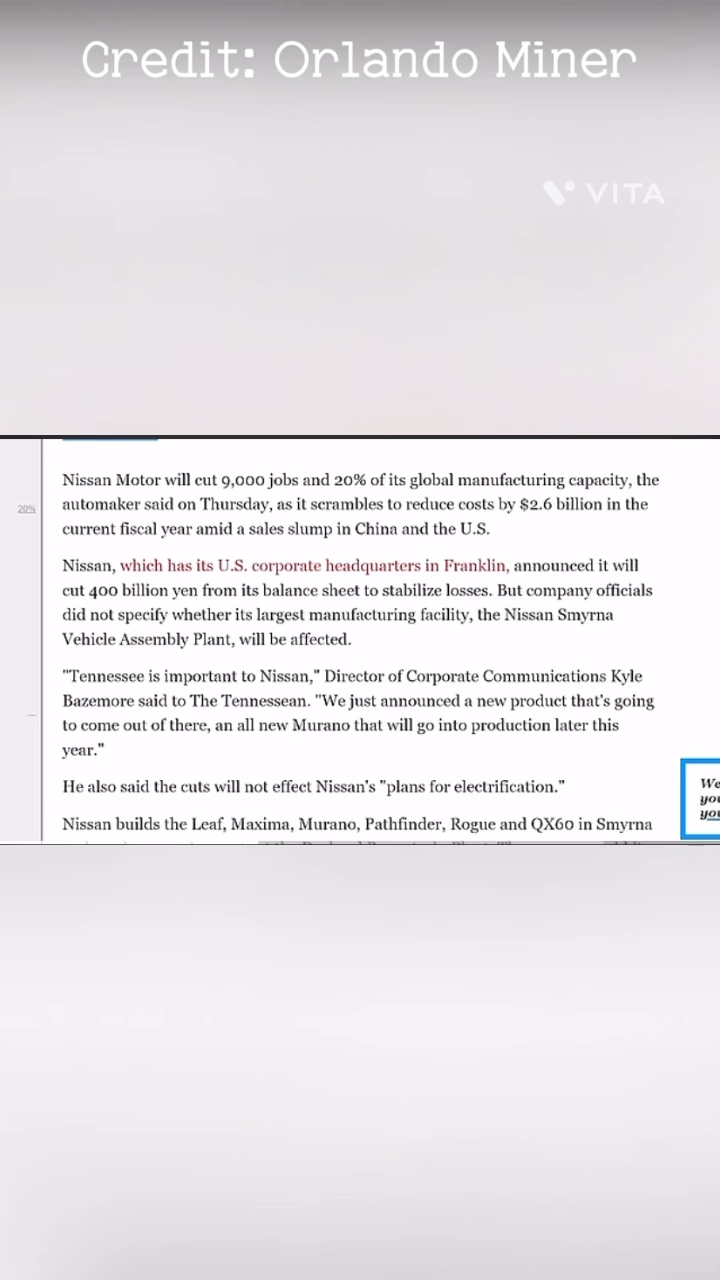 Credit: Orlando Miner
VITA
Nissan Motor will cut 9,000 jobs and 20% of its global manufacturing capacity, the
automaker said on Thursday, as it scrambles to reduce costs by $2.6 billion in the
20%
current fiscal year amid a sales slump in China and the U.S.
Nissan, which has its U.S. corporate headquarters in Franklin, announced it will
cut 400 billion yen from its balance sheet to stabilize losses. But company officials
did not specify whether its largest manufacturing facility, the Nissan Smyrna
Vehicle Assembly Plant, will be affected.
"Tennessee is important to Nissan," Director of Corporate Communications Kyle
Bazemore said to The Tennessean. "We just announced a new product that's going
to come out of there, an all new Murano that will go into production later this
year."
He also said the cuts will not effect Nissan's "plans for electrification."
Nissan builds the Leaf, Maxima, Murano, Pathfinder, Rogue and QX60 in Smyrna
We
you
you